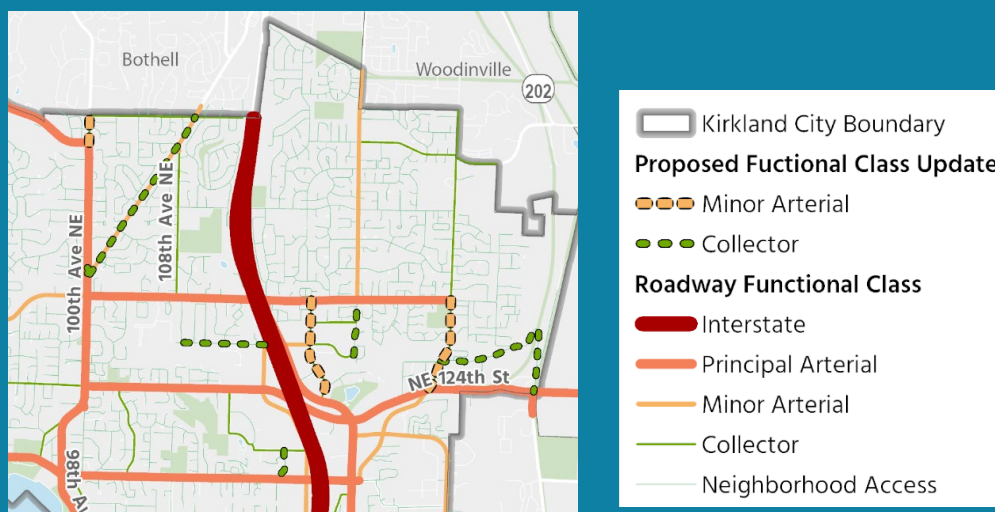 Bothell
Woodinville
202
108th Ave NE
100th Ave NE
NE 124th St
98th
Kirkland City Boundary
Proposed Fuctional Class Update
Minor Arterial
Collector
Roadway Functional Class
Interstate
Principal Arterial
Minor Arterial
Collector
Neighborhood Access